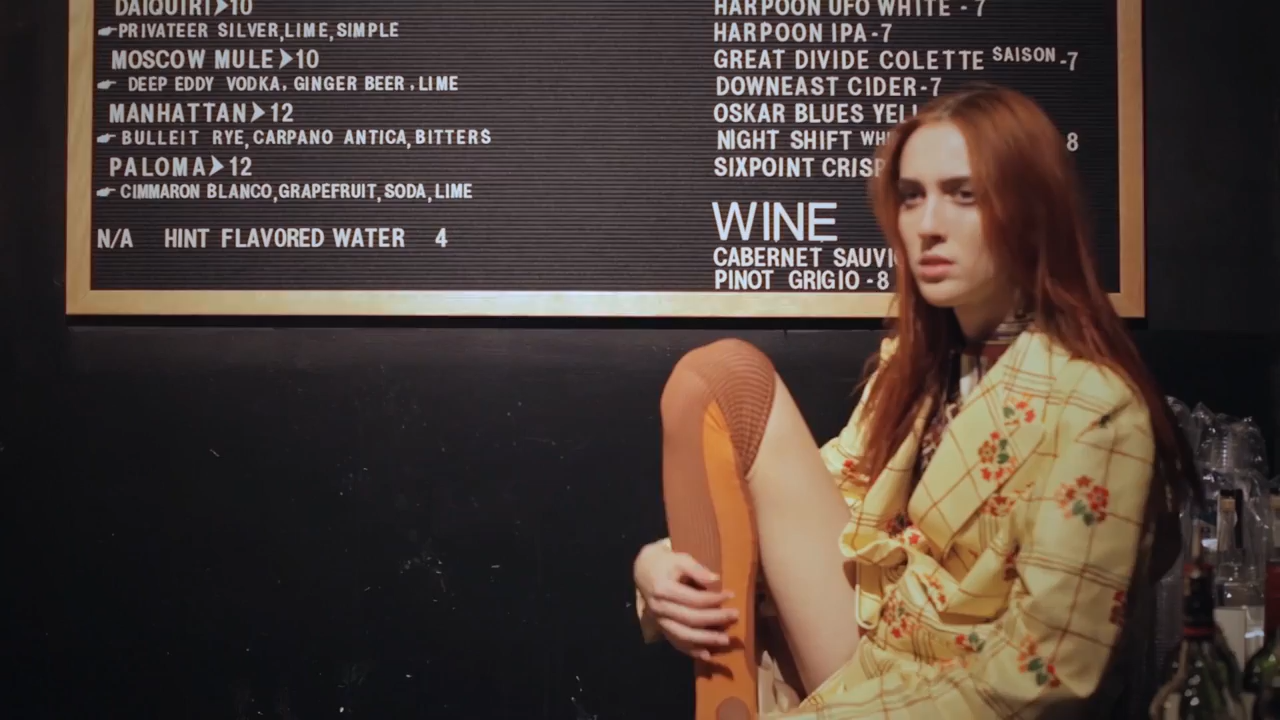 DAIQUIRI➤10
☛PRIVATEER SILVER,LIME,SIMPLE
MOSCOW MULE➤10
☛ DEEP EDDY VODKA, GINGER BEER, LIME
MANHATTAN➤12
☛BULLEIT RYE,CARPANO ANTICA,BITTERS
PALOMA➤12
☛CIMMARON BLANCO,GRAPEFRUIT,SODA,LIME
N/A HINT FLAVORED WATER 4
HARPOON UFO WHITE - 7
HARPOON IPA -7
GREAT DIVIDE COLETTE SAISON -7
DOWNEAST CIDER-7
OSKAR BLUES
NIGHT SHIFT 8
SIXPOINT
WINE
CABERNET
PINOT GRIGIO -8